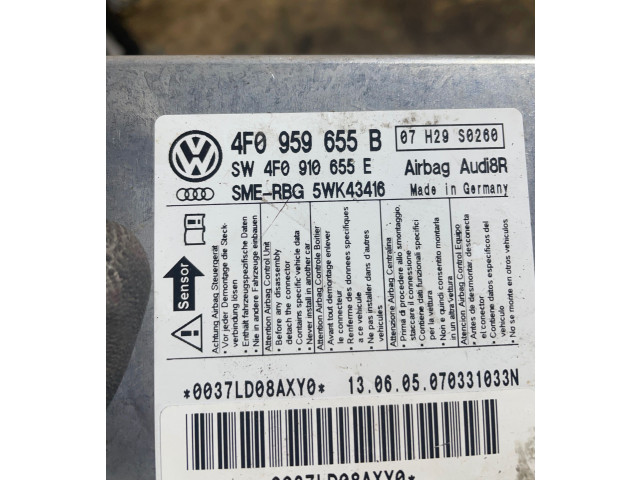 4F0 959 655 B
07 H29 S0260
SW 4F0 910 655 E
Airbag Audi8R
SME-RBG 5WK43416
Made in Germany
Sensor
Achtung Airbag Steuergerät
• Vor jeder Demontage die Steck-
verbindung lösen
• Enthält fahrzeugspezifische Daten
• Nie in andere Fahrzeuge einbauen
Attention Airbag Control Unit
• Before any disassembly
detach the connector
• Contains specific vehicle data
• Never install in another car
Attention Airbag Controle Boitier
• Avant tout demontage enlever
le connecteur
• Renferme des donnees specifiques
a ce vehicule
• Ne pas installer dans d'autres
vehicules
Attenzione Airbag Centralina
• Prima di procedere allo smontaggio,
staccare il connessione
• Contiene dati funzionali specifici
per la vettura
• Non e quindi consentito montarla
in un altra vettura
Atencion Airbag Control Equipo
• Antes de desmontar, desconecta
el conector
• Contiene datos especificos del
vehiculo
• No se monte en otros vehiculos
*0037LD08AXY0*
13.06.05.070331033N
*0037LD08AXY0*